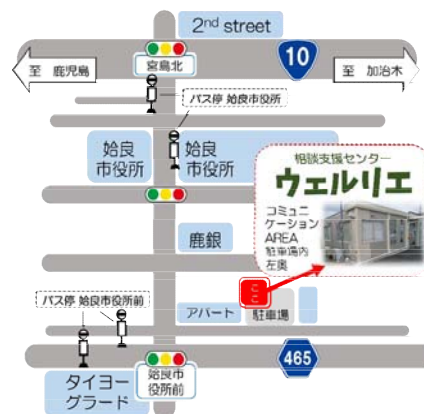 2nd street
10
宮島北
至 鹿児島
至 加治木
バス停 姶良市役所
姶良
市役所
姶良
市役所
相談支援センター
ウェルリエ
コミュニ
ケーション
AREA
駐車場内
左奥
鹿銀
ここ
アパート
駐車場
バス停 姶良市役所前
姶良市
役所前
465
タイヨー
グラード